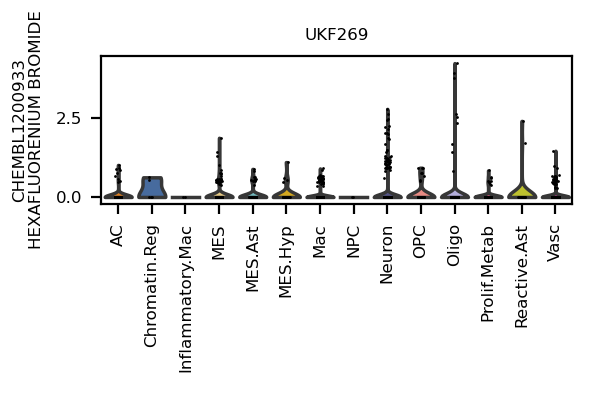 UKF269
CHEMBL1200933
HEXAFLUORENIUM BROMIDE
2.5
0.0
AC
Chromatin.Reg
Inflammatory.Mac
MES
MES.Ast
MES.Hyp
Mac
NPC
Neuron
OPC
Oligo
Prolif.Metab
Reactive.Ast
Vasc